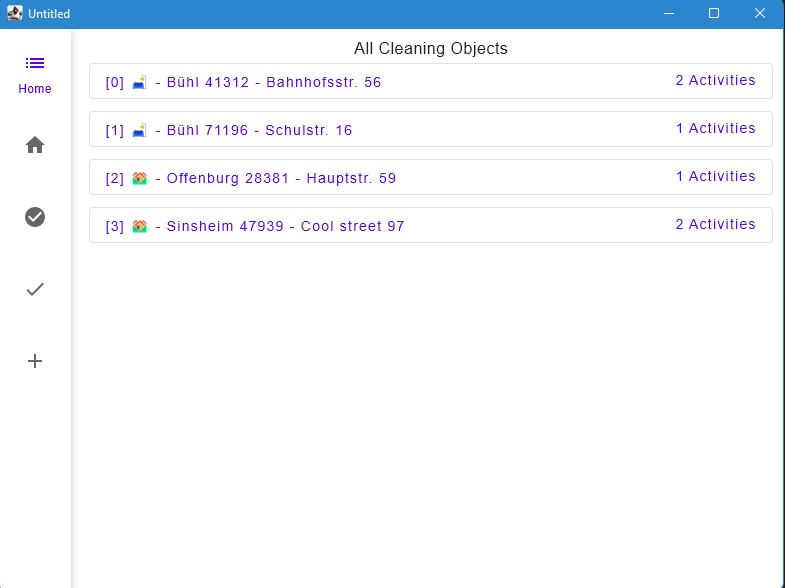 Untitled
Home
All Cleaning Objects
[0] 🛋 - Bühl 41312 - Bahnhofsstr. 56 2 Activities
[1] 🛋 - Bühl 71196 - Schulstr. 16 1 Activities
[2] 🏘 - Offenburg 28381 - Hauptstr. 59 1 Activities
[3] 🏘 - Sinsheim 47939 - Cool street 97 2 Activities